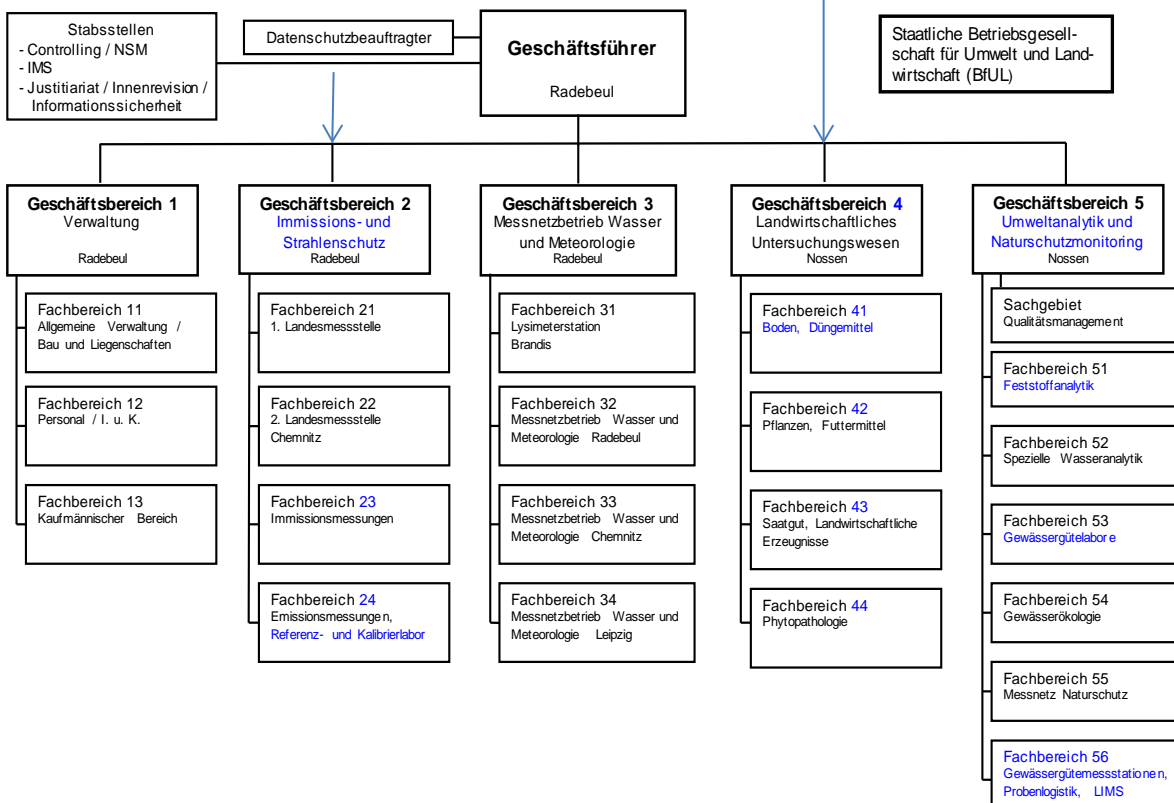 Stabsstellen
- Controlling / NSM
- IMS
- Justitiariat / Innenrevision /
Informationssicherheit
Datenschutzbeauftragter
Geschäftsführer
Radebeul
Staatliche Betriebsgesell-
schaft für Umwelt und Land-
wirtschaft (BfUL)
Geschäftsbereich 1
Verwaltung
Radebeul
Fachbereich 11
Allgemeine Verwaltung /
Bau und Liegenschaften
Fachbereich 12
Personal / I. u. K.
Fachbereich 13
Kaufmännischer Bereich
Geschäftsbereich 2
Immissions- und
Strahlenschutz
Radebeul
Fachbereich 21
1. Landesmessstelle
Fachbereich 22
2. Landesmessstelle
Chemnitz
Fachbereich 23
Immissionsmessungen
Fachbereich 24
Emissionsmessungen,
Referenz- und Kalibrierlabor
Geschäftsbereich 3
Messnetzbetrieb Wasser
und Meteorologie
Radebeul
Fachbereich 31
Lysimeterstation
Brandis
Fachbereich 32
Messnetzbetrieb Wasser und
Meteorologie Radebeul
Fachbereich 33
Messnetzbetrieb Wasser und
Meteorologie Chemnitz
Fachbereich 34
Messnetzbetrieb Wasser und
Meteorologie Leipzig
Geschäftsbereich 4
Landwirtschaftliches
Untersuchungswesen
Nossen
Fachbereich 41
Boden, Düngemittel
Fachbereich 42
Pflanzen, Futtermittel
Fachbereich 43
Saatgut, Landwirtschaftliche
Erzeugnisse
Fachbereich 44
Phytopathologie
Geschäftsbereich 5
Umweltanalytik und
Naturschutzmonitoring
Nossen
Sachgebiet
Qualitätsmanagement
Fachbereich 51
Feststoffanalytik
Fachbereich 52
Spezielle Wasseranalytik
Fachbereich 53
Gewässergütelabore
Fachbereich 54
Gewässerökologie
Fachbereich 55
Messnetz Naturschutz
Fachbereich 56
Gewässergütemessstationen,
Probenlogistik, LIMS